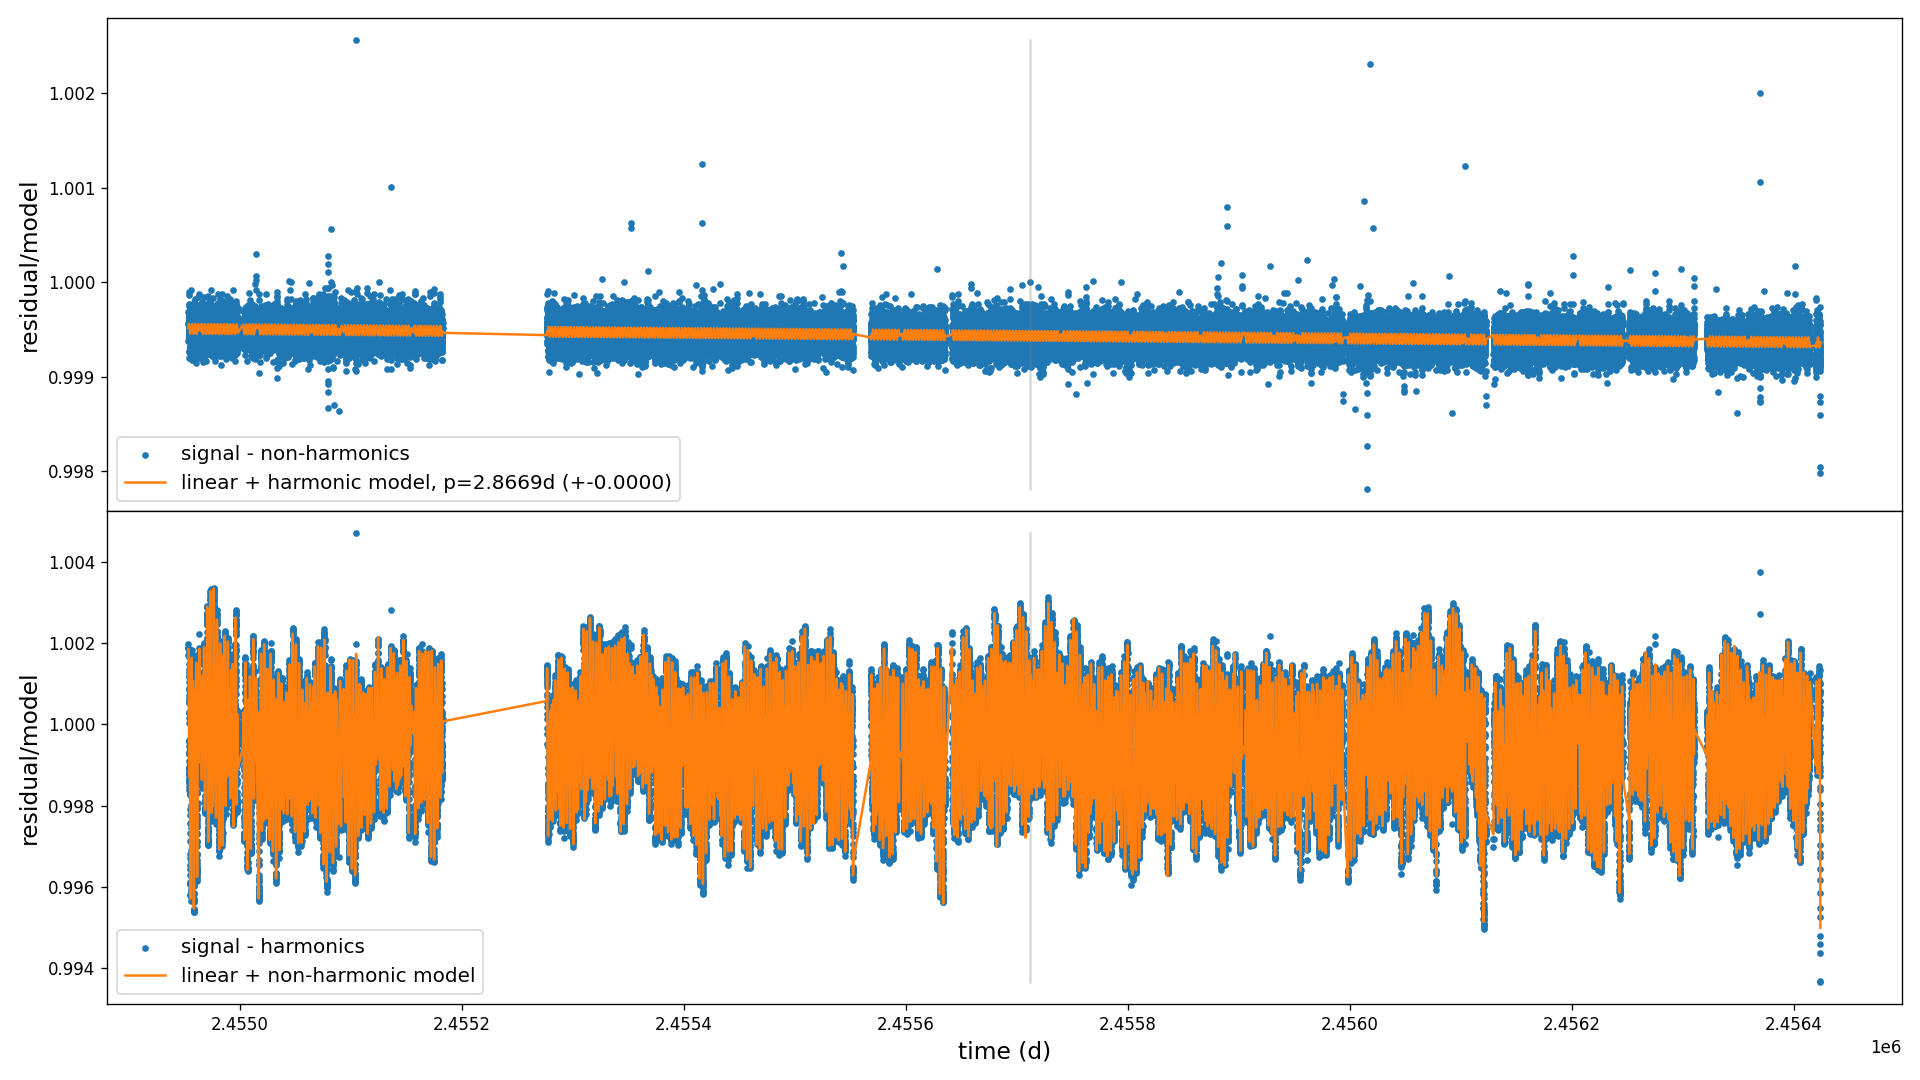 residual/model
1.002
1.001
1.000
0.999
0.998
signal - non-harmonics
linear + harmonic model, p=2.8669d (+-0.0000)
residual/model
1.004
1.002
1.000
0.998
0.996
0.994
signal - harmonics
linear + non-harmonic model
2.4550 2.4552 2.4554 2.4556 2.4558 2.4560 2.4562 2.4564
time (d)
1e6